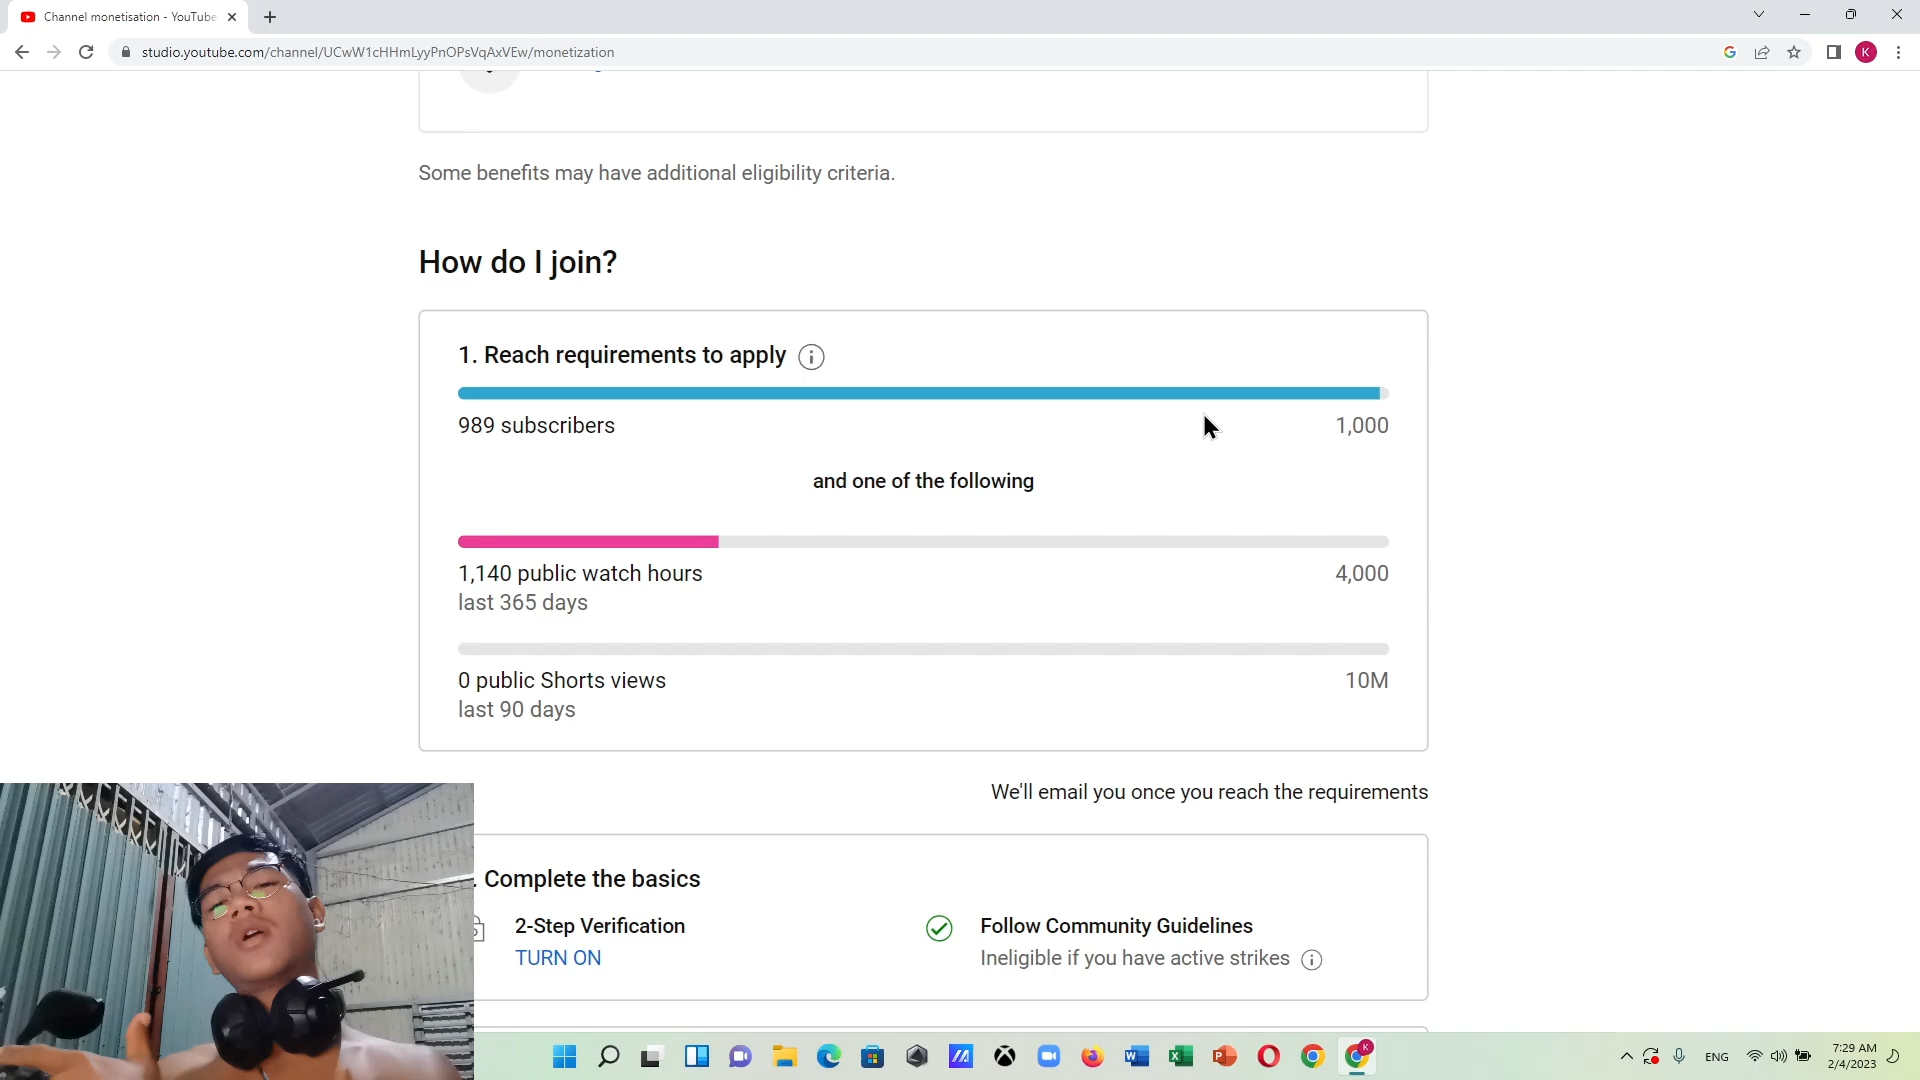 Channel monetisation - YouTube
studio.youtube.com/channel/UCwW1cHHmLyyPnOPsVqAxVEw/monetization
K
Some benefits may have additional eligibility criteria.
How do I join?
1. Reach requirements to apply
989 subscribers 1,000
and one of the following
1,140 public watch hours 4,000
last 365 days
0 public Shorts views 10M
last 90 days
We'll email you once you reach the requirements
. Complete the basics
2-Step Verification
TURN ON
Follow Community Guidelines
Ineligible if you have active strikes
ENG
7:29 AM
2/4/2023